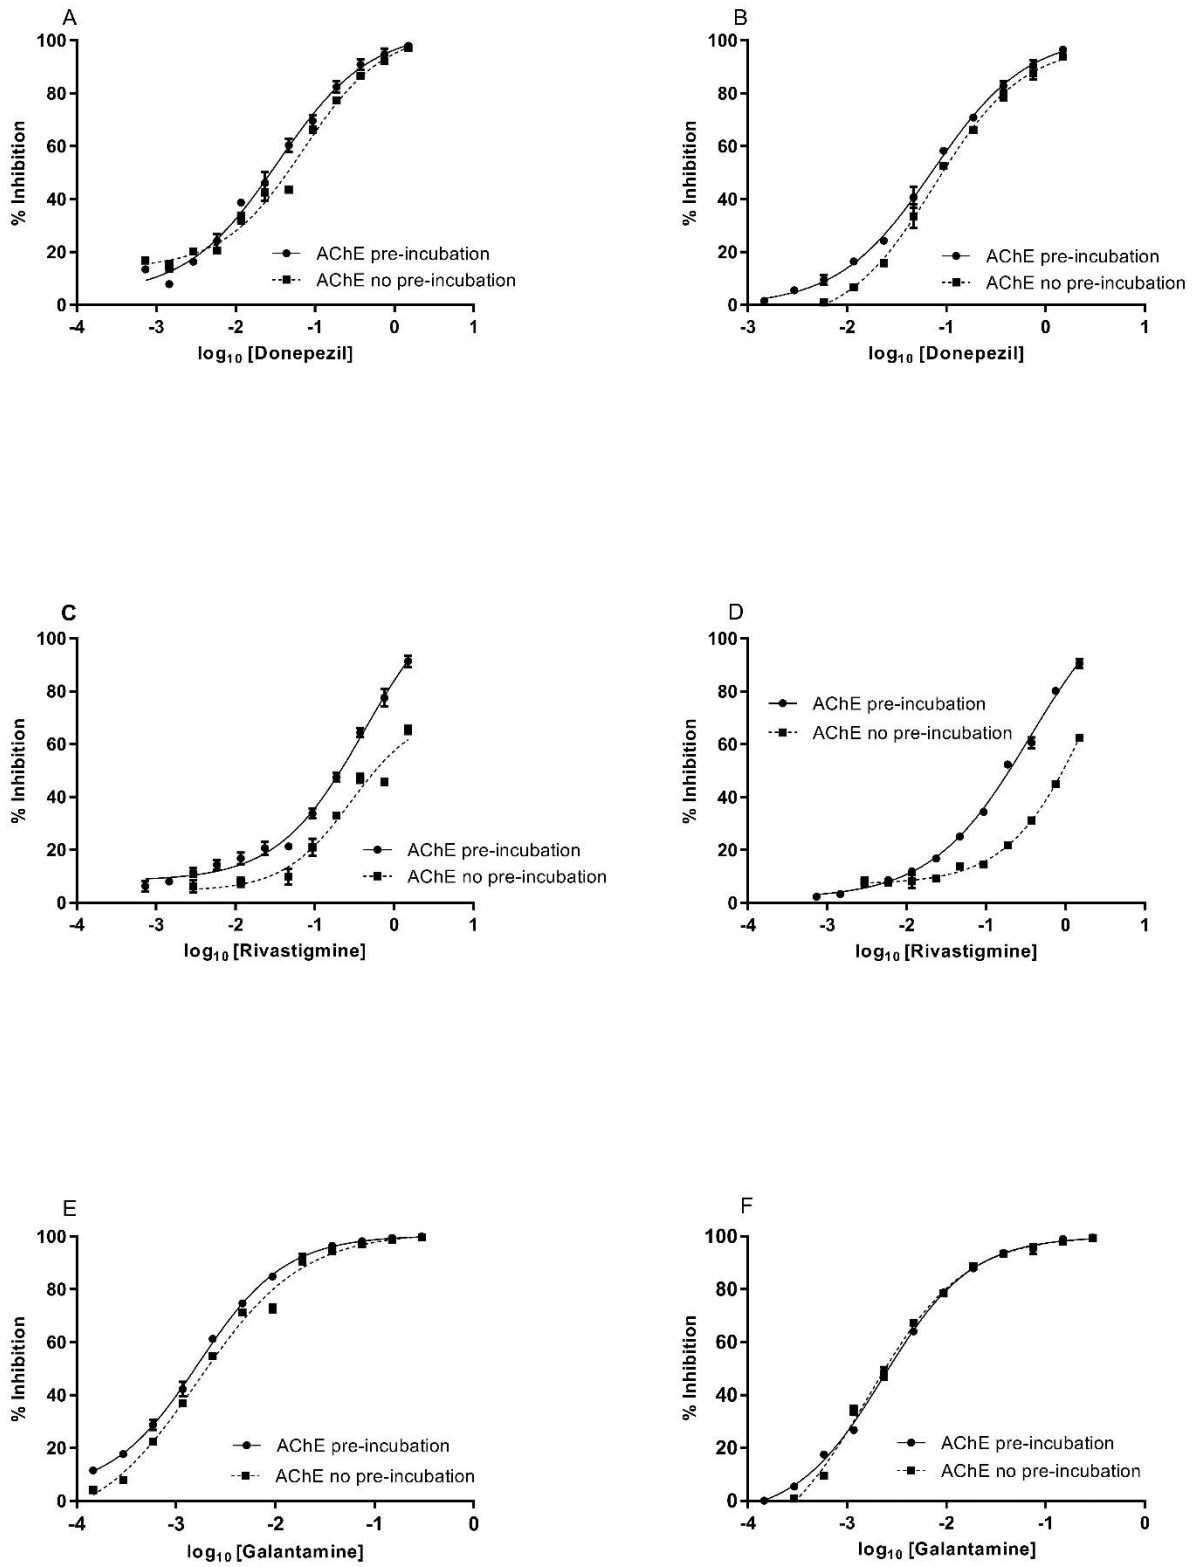 A
% Inhibition
100
80
60
40
20
0
-4 -3 -2 -1 0 1
log10 [Donepezil]
AChE pre-incubation
AChE no pre-incubation
B
% Inhibition
100
80
60
40
20
0
-3 -2 -1 0 1
log10 [Donepezil]
AChE pre-incubation
AChE no pre-incubation
C
% Inhibition
100
80
60
40
20
0
-4 -3 -2 -1 0 1
log10 [Rivastigmine]
AChE pre-incubation
AChE no pre-incubation
D
% Inhibition
100
80
60
40
20
0
-4 -3 -2 -1 0 1
log10 [Rivastigmine]
AChE pre-incubation
AChE no pre-incubation
E
% Inhibition
100
80
60
40
20
0
-4 -3 -2 -1 0
log10 [Galantamine]
AChE pre-incubation
AChE no pre-incubation
F
% Inhibition
100
80
60
40
20
0
-4 -3 -2 -1 0
log10 [Galantamine]
AChE pre-incubation
AChE no pre-incubation